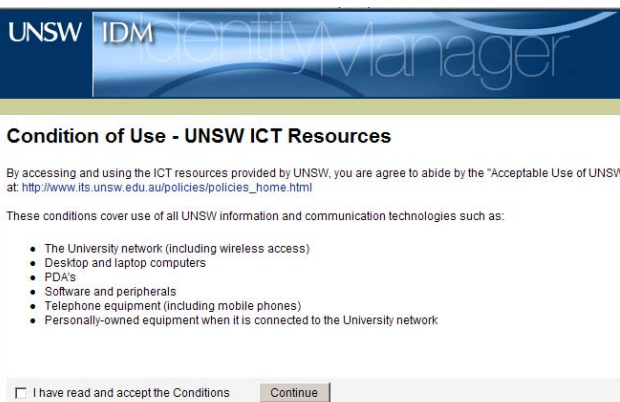 UNSW IDM Identity Manager
Condition of Use - UNSW ICT Resources
By accessing and using the ICT resources provided by UNSW, you are agree to abide by the "Acceptable Use of UNSW
at: http://www.its.unsw.edu.au/policies/policies_home.html
These conditions cover use of all UNSW information and communication technologies such as:
• The University network (including wireless access)
• Desktop and laptop computers
• PDA's
• Software and peripherals
• Telephone equipment (including mobile phones)
• Personally-owned equipment when it is connected to the University network
I have read and accept the Conditions Continue